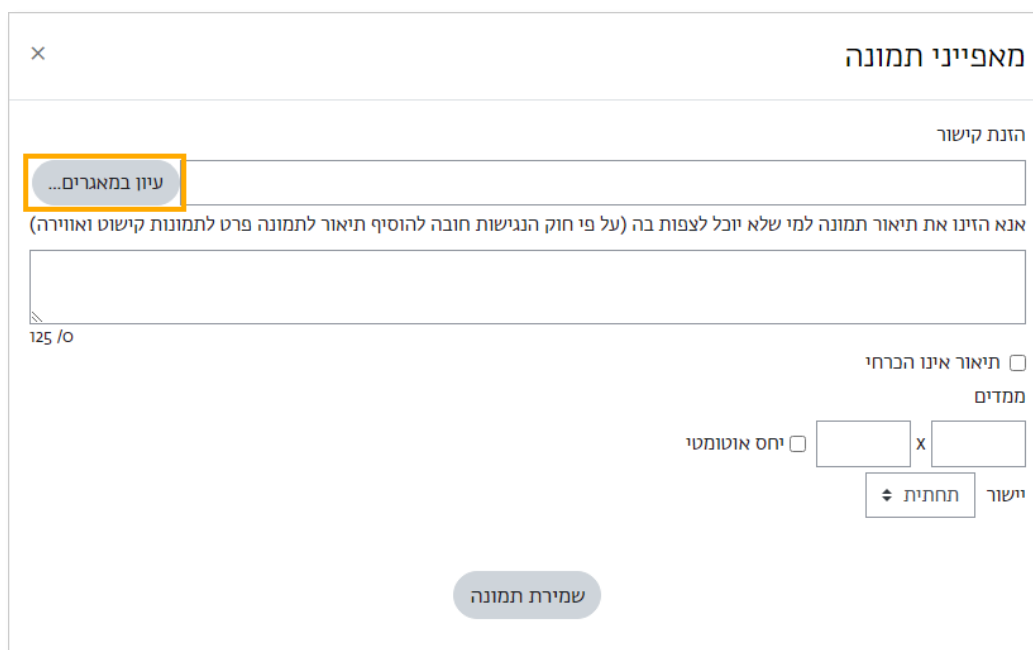 מאפייני תמונה ×
הזנת קישור
עיון במאגרים...
אנא הזינו את תיאור תמונה למי שלא יוכל לצפות בה (על פי חוק הנגישות חובה להוסיף תיאור לתמונה פרט לתמונות קישוט ואווירה)
125 /0
תיאור אינו הכרחי
ממדים
x יחס אוטומטי
יישור תחתית
שמירת תמונה